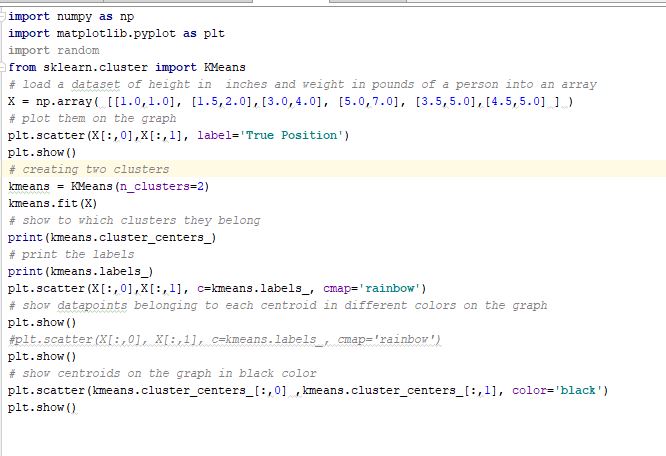 import numpy as np
import matplotlib.pyplot as plt
import random
from sklearn.cluster import KMeans
# load a dataset of height in  inches and weight in pounds of a person into an array
X = np.array( [[1.0,1.0], [1.5,2.0],[3.0,4.0], [5.0,7.0], [3.5,5.0],[4.5,5.0] ] )
# plot them on the graph
plt.scatter(X[:,0],X[:,1], label='True Position')
plt.show()
# creating two clusters
kmeans = KMeans(n_clusters=2)
kmeans.fit(X)
# show to which clusters they belong
print(kmeans.cluster_centers_)
# print the labels
print(kmeans.labels_)
plt.scatter(X[:,0],X[:,1], c=kmeans.labels_, cmap='rainbow')
# show datapoints belonging to each centroid in different colors on the graph
plt.show()
#plt.scatter(X[:,0], X[:,1], c=kmeans.labels_, cmap='rainbow')
plt.show()
# show centroids on the graph in black color
plt.scatter(kmeans.cluster_centers_[:,0] ,kmeans.cluster_centers_[:,1], color='black')
plt.show()